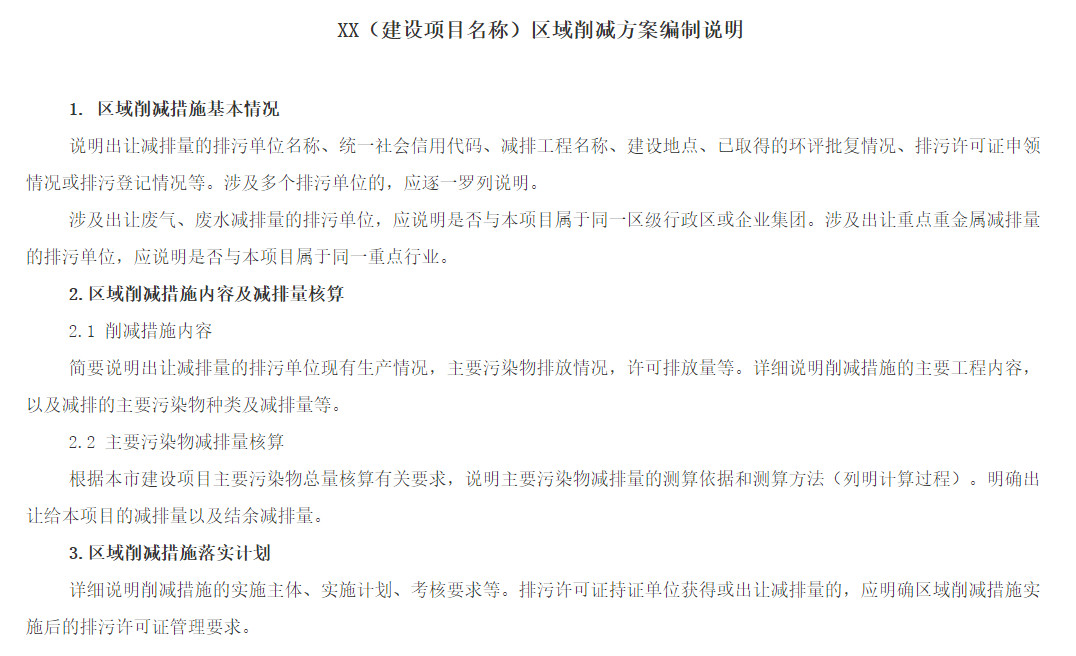 XX（建设项目名称）区域削减方案编制说明
1. 区域削减措施基本情况
说明出让减排量的排污单位名称、统一社会信用代码、减排工程名称、建设地点、已取得的环评批复情况、排污许可证申领
情况或排污登记情况等。涉及多个排污单位的，应逐一罗列说明。
涉及出让废气、废水减排量的排污单位，应说明是否与本项目属于同一区级行政区或企业集团。涉及出让重点重金属减排量
的排污单位，应说明是否与本项目属于同一重点行业。
2.区域削减措施内容及减排量核算
2.1 削减措施内容
简要说明出让减排量的排污单位现有生产情况，主要污染物排放情况，许可排放量等。详细说明削减措施的主要工程内容，
以及减排的主要污染物种类及减排量等。
2.2 主要污染物减排量核算
根据本市建设项目主要污染物总量核算有关要求，说明主要污染物减排量的测算依据和测算方法（列明计算过程）。明确出
让给本项目的减排量以及结余减排量。
3.区域削减措施落实计划
详细说明削减措施的实施主体、实施计划、考核要求等。排污许可证持证单位获得或出让减排量的，应明确区域削减措施实
施后的排污许可证管理要求。